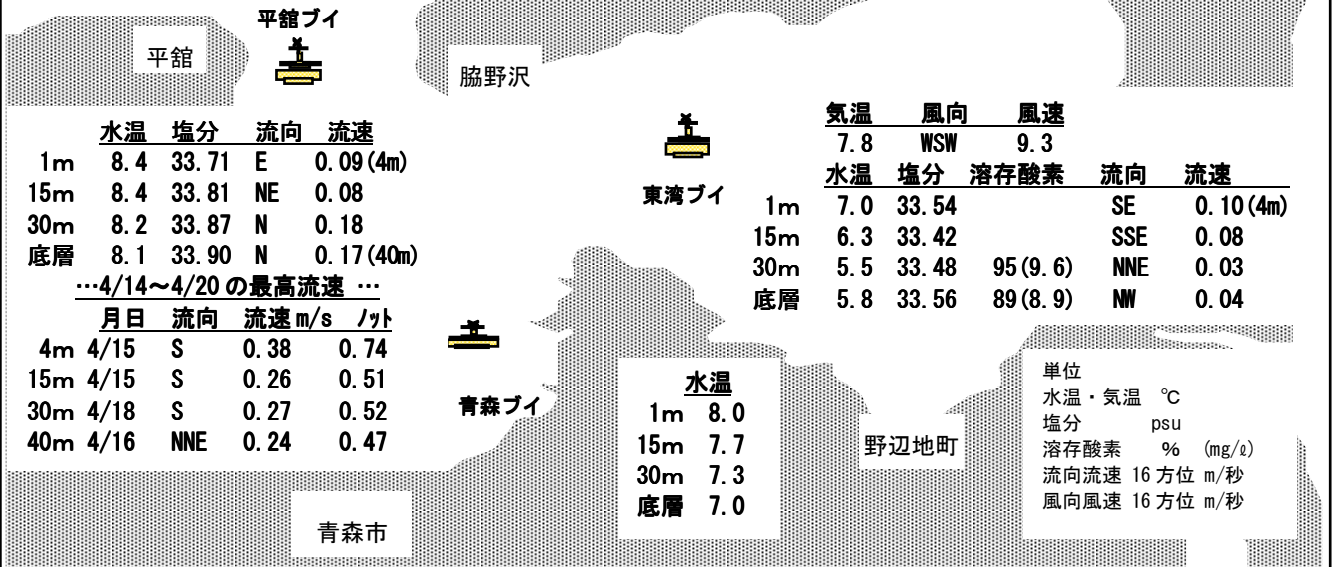 平舘ブイ
平舘
脇野沢
水温 塩分 流向 流速
1m 8.4 33.71 E 0.09(4m)
15m 8.4 33.81 NE 0.08
30m 8.2 33.87 N 0.18
底層 8.1 33.90 N 0.17(40m)
…4/14～4/20の最高流速 …
月日 流向 流速m/s ノット
4m 4/15 S 0.38 0.74
15m 4/15 S 0.26 0.51
30m 4/18 S 0.27 0.52
40m 4/16 NNE 0.24 0.47
青森ブイ
青森市
東湾ブイ
気温 風向 風速
7.8 WSW 9.3
水温 塩分 溶存酸素 流向 流速
1m 7.0 33.54 SE 0.10(4m)
15m 6.3 33.42 SSE 0.08
30m 5.5 33.48 95(9.6) NNE 0.03
底層 5.8 33.56 89(8.9) NW 0.04
水温
1m 8.0
15m 7.7
30m 7.3
底層 7.0
野辺地町
単位
水温・気温 ℃
塩分 psu
溶存酸素 % (mg/ℓ)
流向流速 16方位 m/秒
風向風速 16方位 m/秒